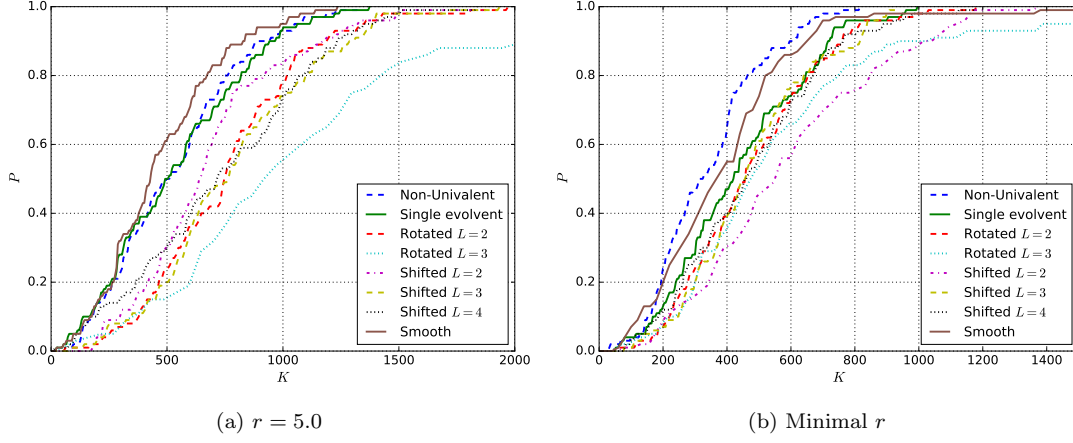 1.0
0.8
0.6
0.4
0.2
0.0
P
0
500
1000
1500
2000
K
Non-Univalent
Single evolvent
Rotated L = 2
Rotated L = 3
Shifted L = 2
Shifted L = 3
Shifted L = 4
Smooth
(a) r = 5.0
1.0
0.8
0.6
0.4
0.2
0.0
P
0
200
400
600
800
1000
1200
1400
K
Non-Univalent
Single evolvent
Rotated L = 2
Rotated L = 3
Shifted L = 2
Shifted L = 3
Shifted L = 4
Smooth
(b) Minimal r